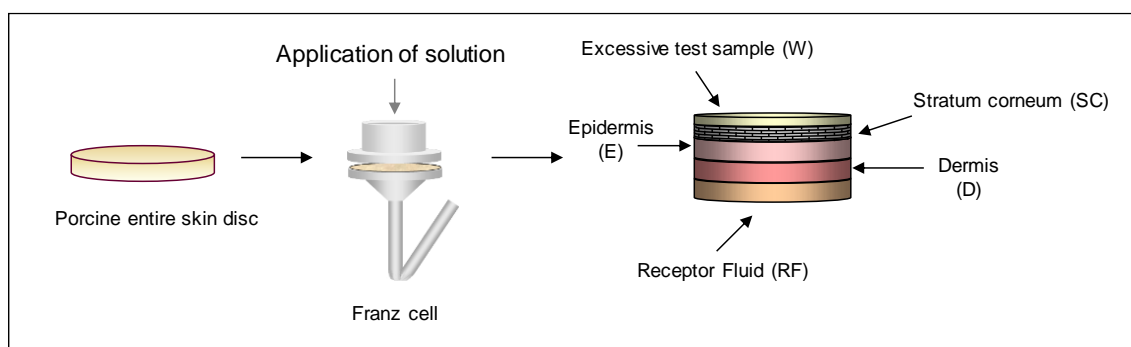 Application of solution
Porcine entire skin disc
Franz cell
Excessive test sample (W)
Stratum corneum (SC)
Epidermis
(E)
Dermis
(D)
Receptor Fluid (RF)